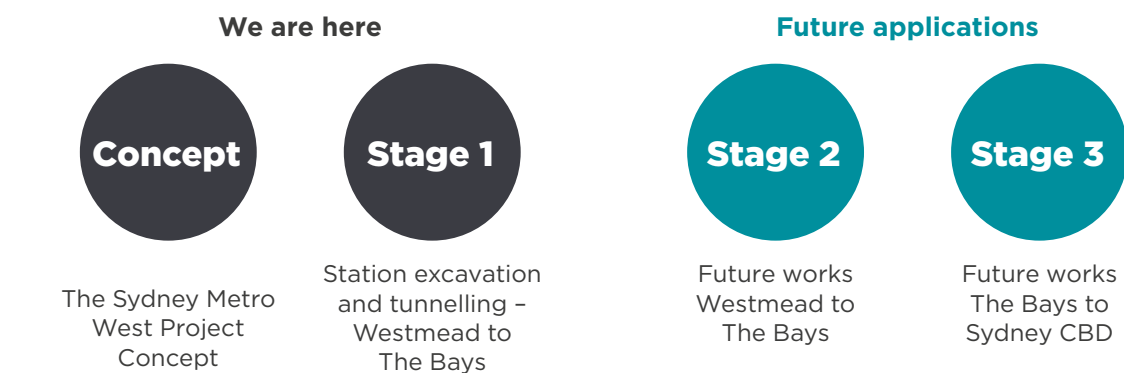 We are here
Future applications
Concept
Stage 1
Stage 2
Stage 3
The Sydney Metro
West Project
Concept
Station excavation
and tunnelling –
Westmead to
The Bays
Future works
Westmead to
The Bays
Future works
The Bays to
Sydney CBD